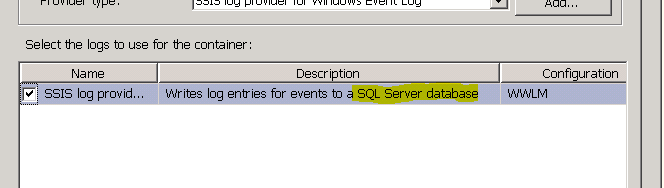 Provider type: SSIS log provider for Windows Event Log Add...
Select the logs to use for the container:
Name Description Configuration
SSIS log provid... Writes log entries for events to a SQL Server database WWLM